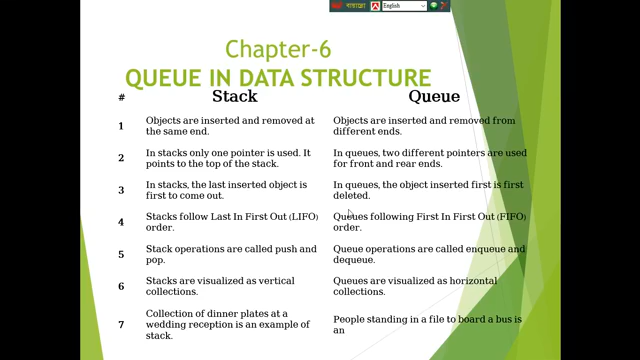 English
Chapter-6
QUEUE IN DATA STRUCTURE
# Stack Queue
1 Objects are inserted and removed at the same end. Objects are inserted and removed from different ends.
2 In stacks only one pointer is used. It points to the top of the stack. In queues, two different pointers are used for front and rear ends.
3 In stacks, the last inserted object is first to come out. In queues, the object inserted first is first deleted.
4 Stacks follow Last In First Out (LIFO) order. Queues following First In First Out (FIFO) order.
5 Stack operations are called push and pop. Queue operations are called enqueue and dequeue.
6 Stacks are visualized as vertical collections. Queues are visualized as horizontal collections.
7 Collection of dinner plates at a wedding reception is an example of stack. People standing in a file to board a bus is an